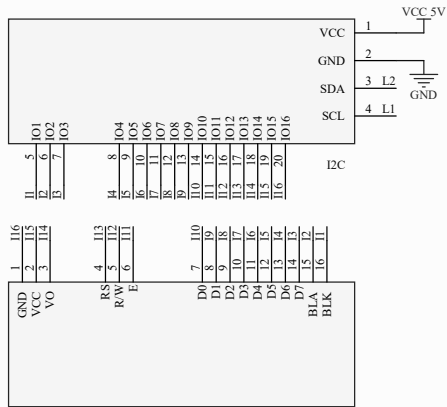 VCC 5V
VCC 1
GND 2
SDA 3 L2
GND
SCL 4 L1
I2C
IO1 IO2 IO3 IO4 IO5 IO6 IO7 IO8 IO9 IO10 IO11 IO12 IO13 IO14 IO15 IO16
5 6 7 8 9 10 11 12 13 14 15 16 17 18 19 20
I1 I2 I3 I4 I5 I6 I7 I8 I9 I10 I11 I12 I13 I14 I15 I16
I16 I15 I14 I13 I12 I11 I10 I9 I8 I7 I6 I5 I4 I3 I2 I1
1 2 3 4 5 6 7 8 9 10 11 12 13 14 15 16
GND VCC VO RS R/W E D0 D1 D2 D3 D4 D5 D6 D7 BLA BLK